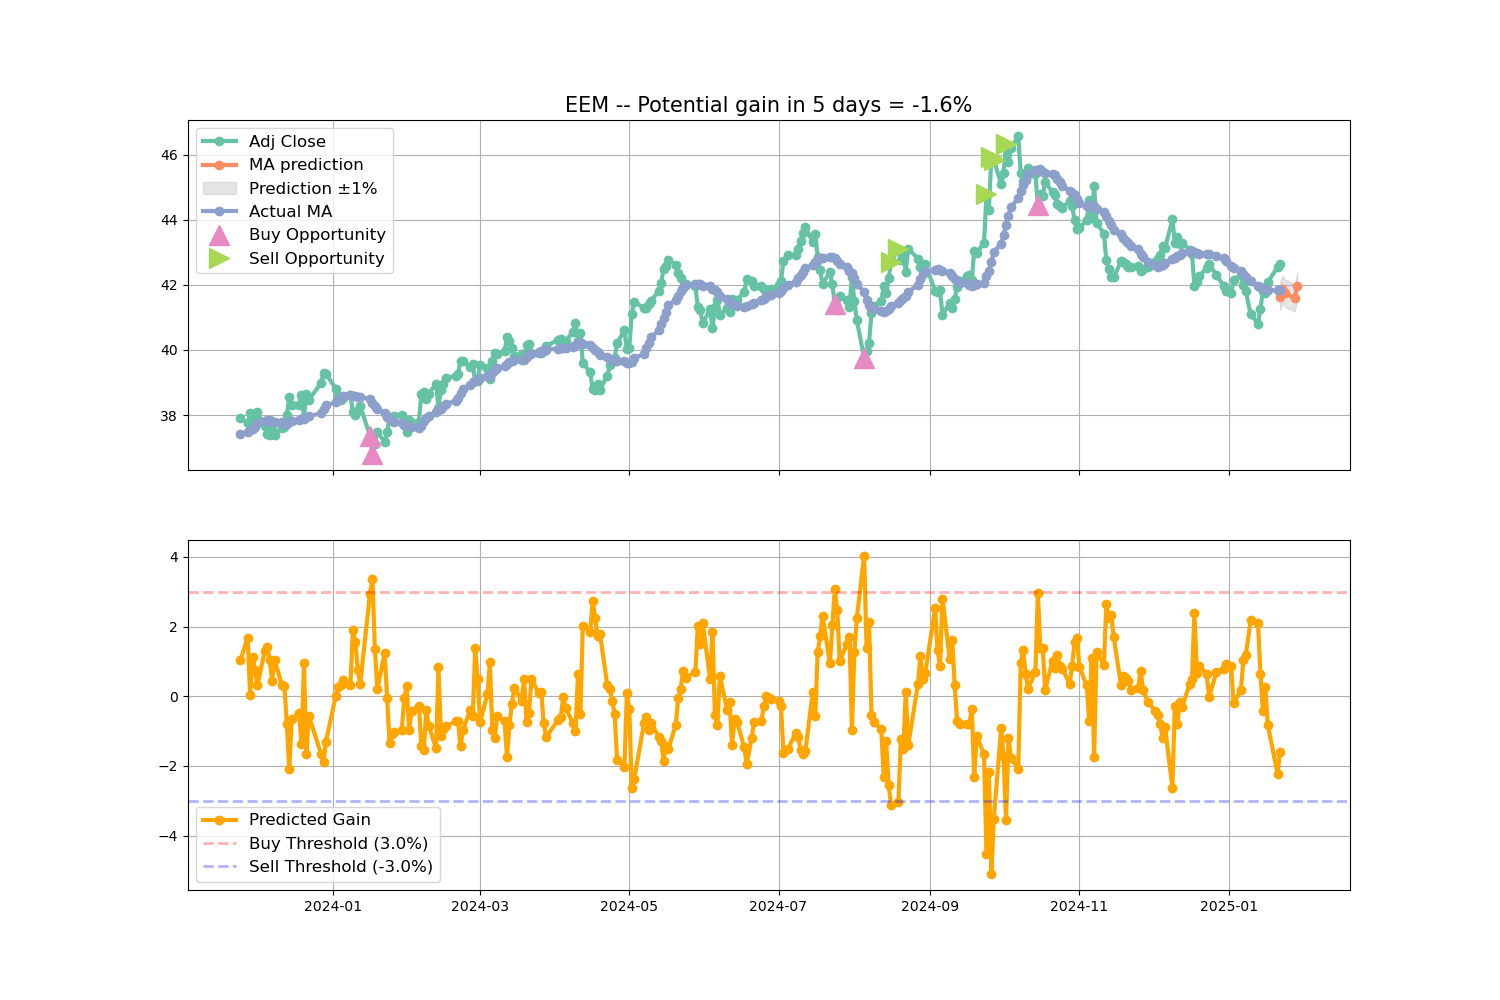 EEM -- Potential gain in 5 days = -1.6%
Adj Close
MA prediction
Prediction ±1%
Actual MA
Buy Opportunity
Sell Opportunity
46
44
42
40
38
4
2
0
−2
−4
Predicted Gain
Buy Threshold (3.0%)
Sell Threshold (-3.0%)
2024-01 2024-03 2024-05 2024-07 2024-09 2024-11 2025-01